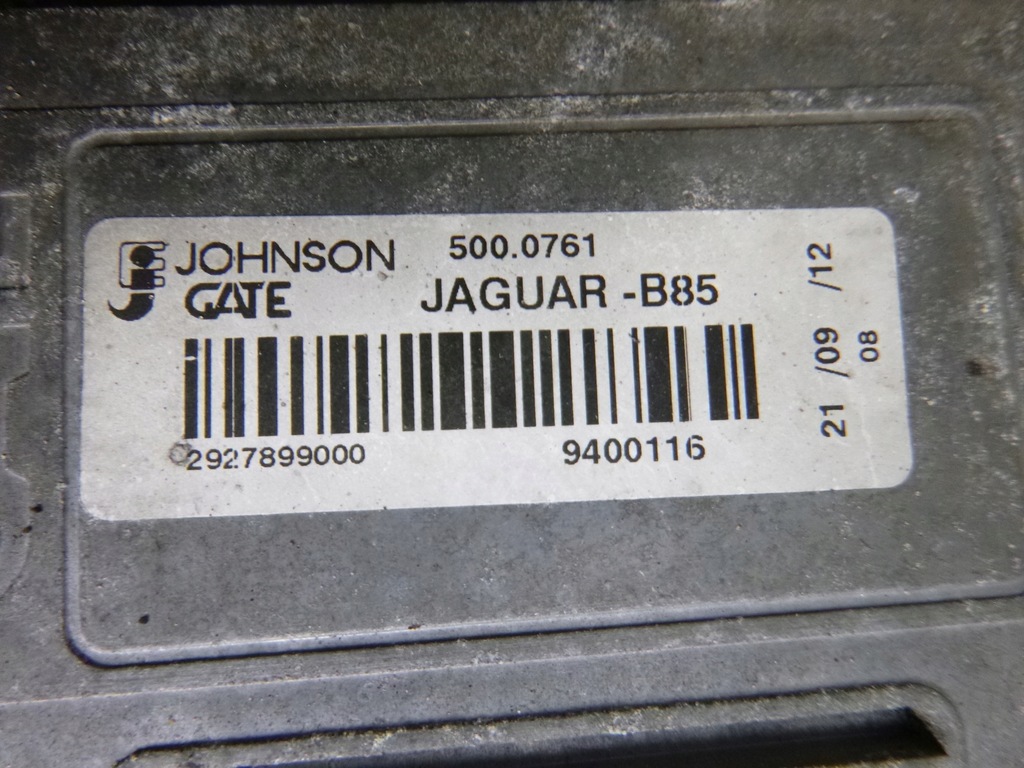 JOHNSON
GATE
500.0761
JAGUAR -B85
2927899000
9400116
21 /09 /12
08